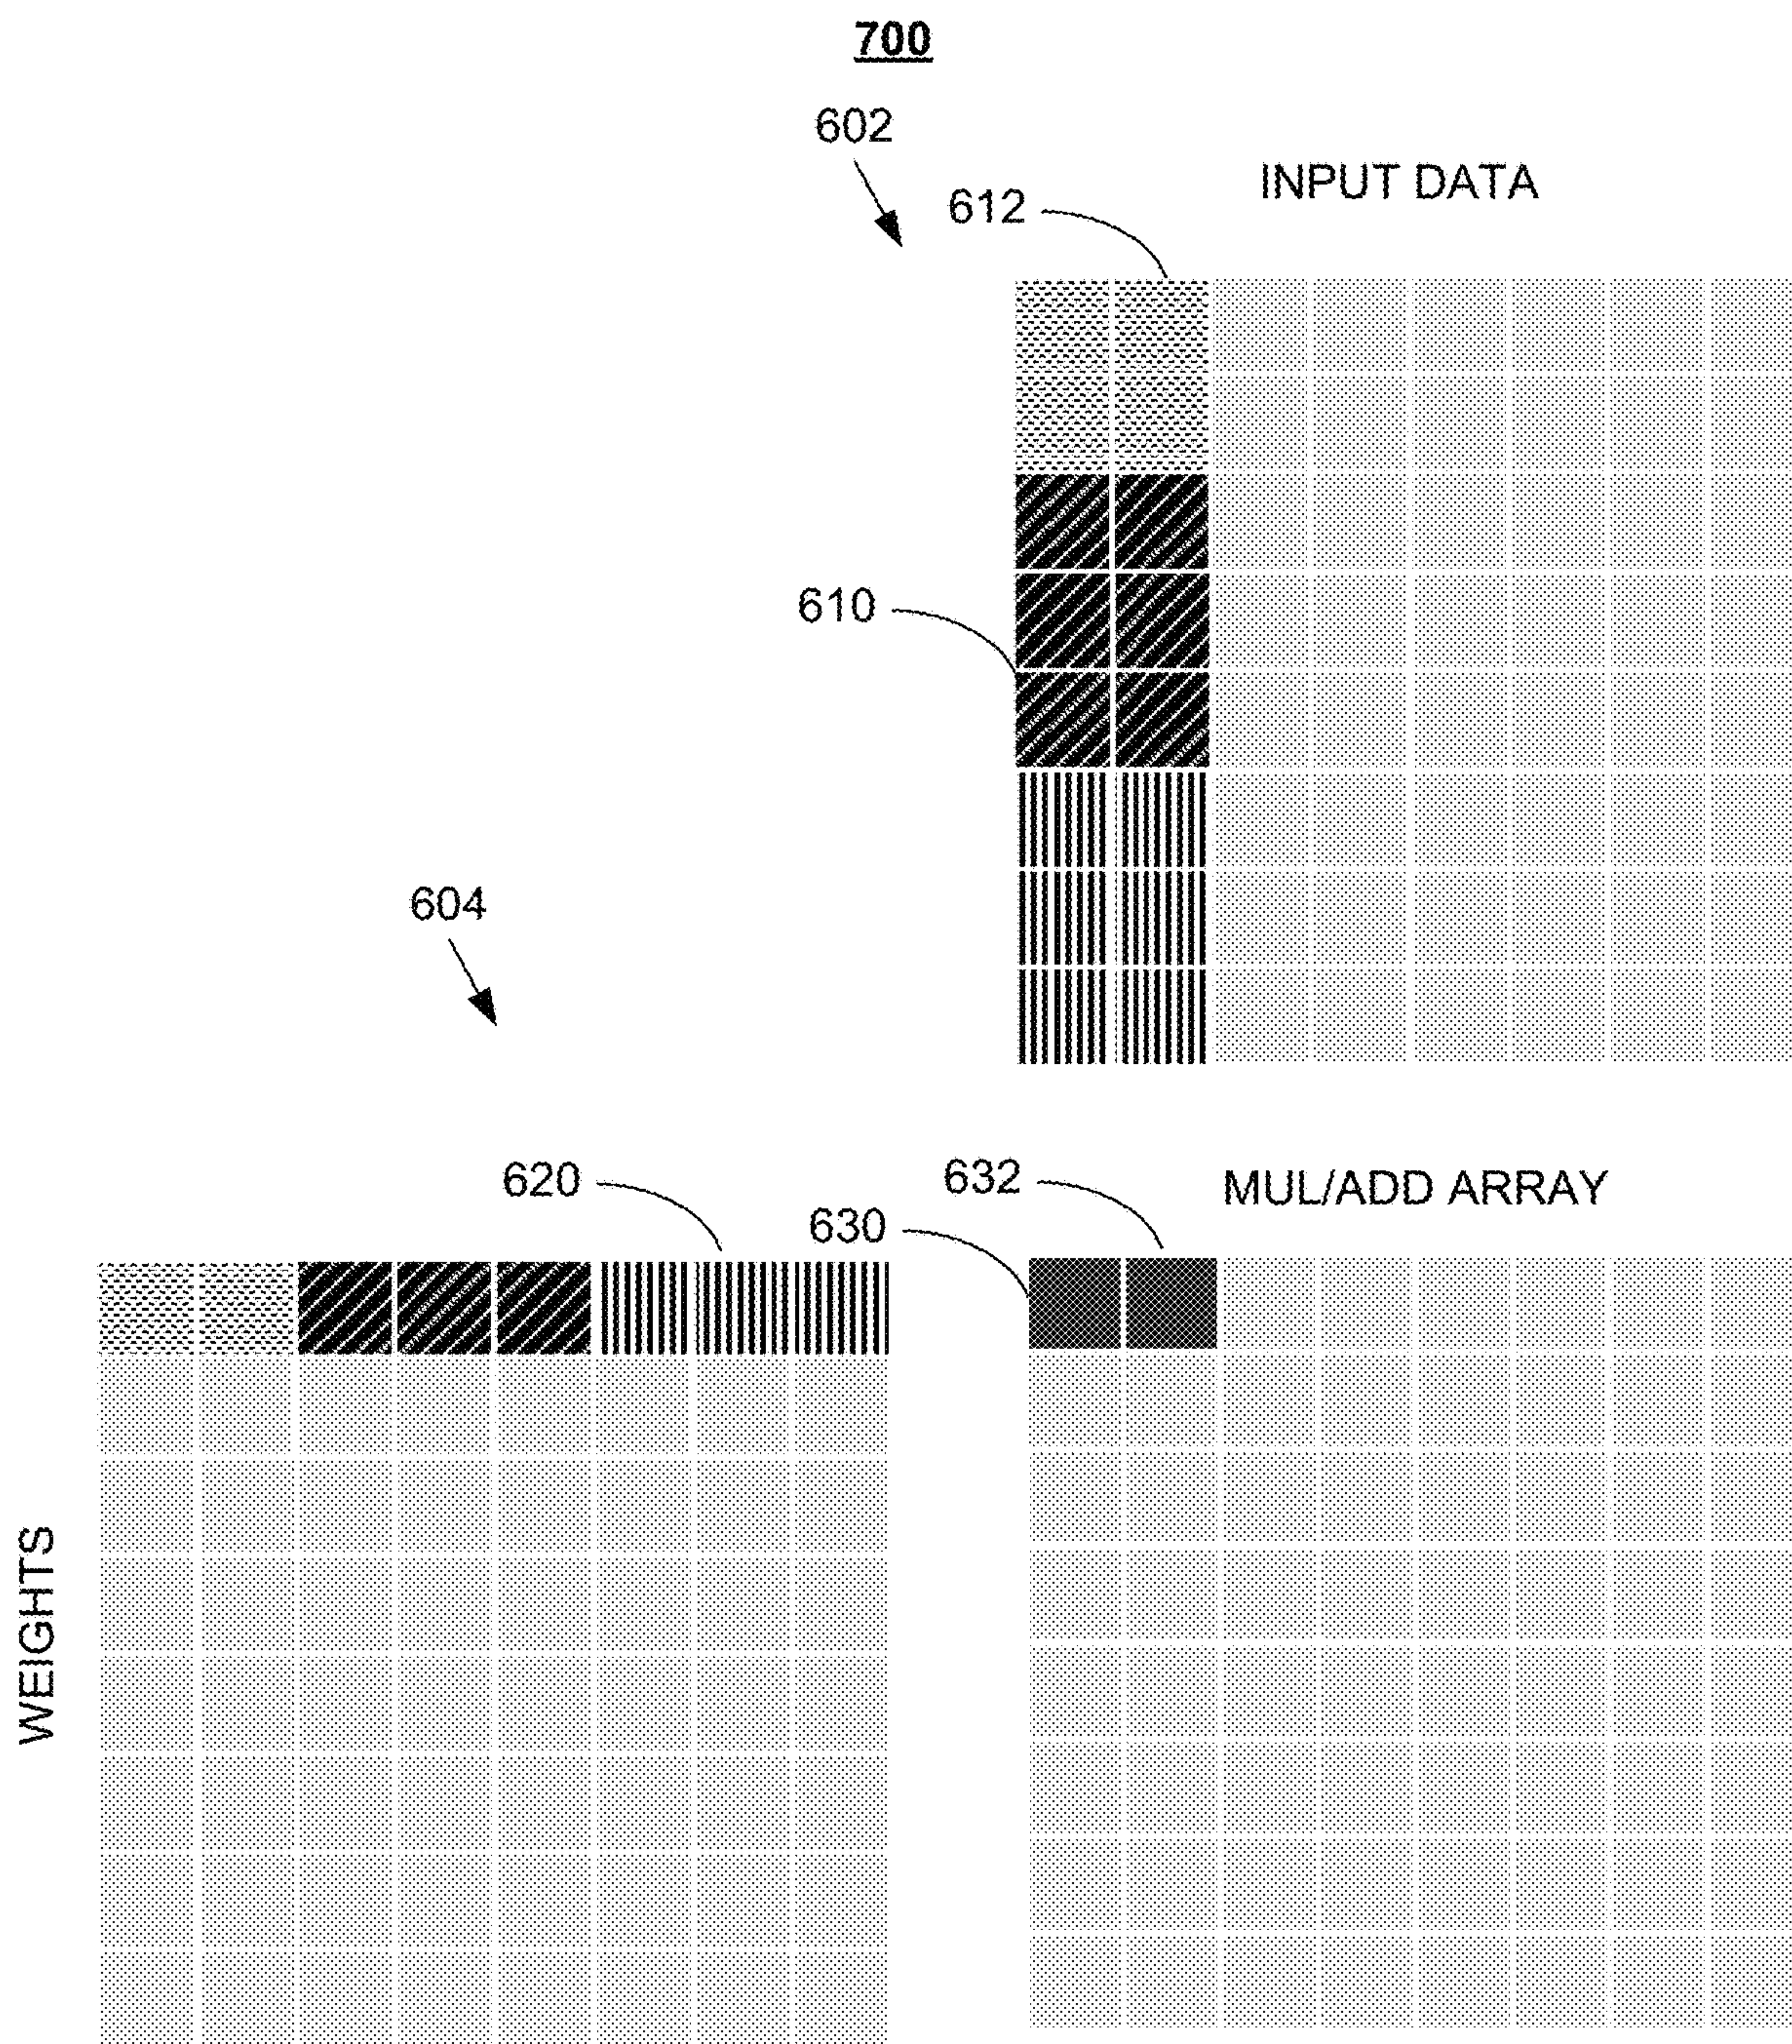 700
602
612
INPUT DATA
610
604
620
632
MUL/ADD ARRAY
630
WEIGHTS